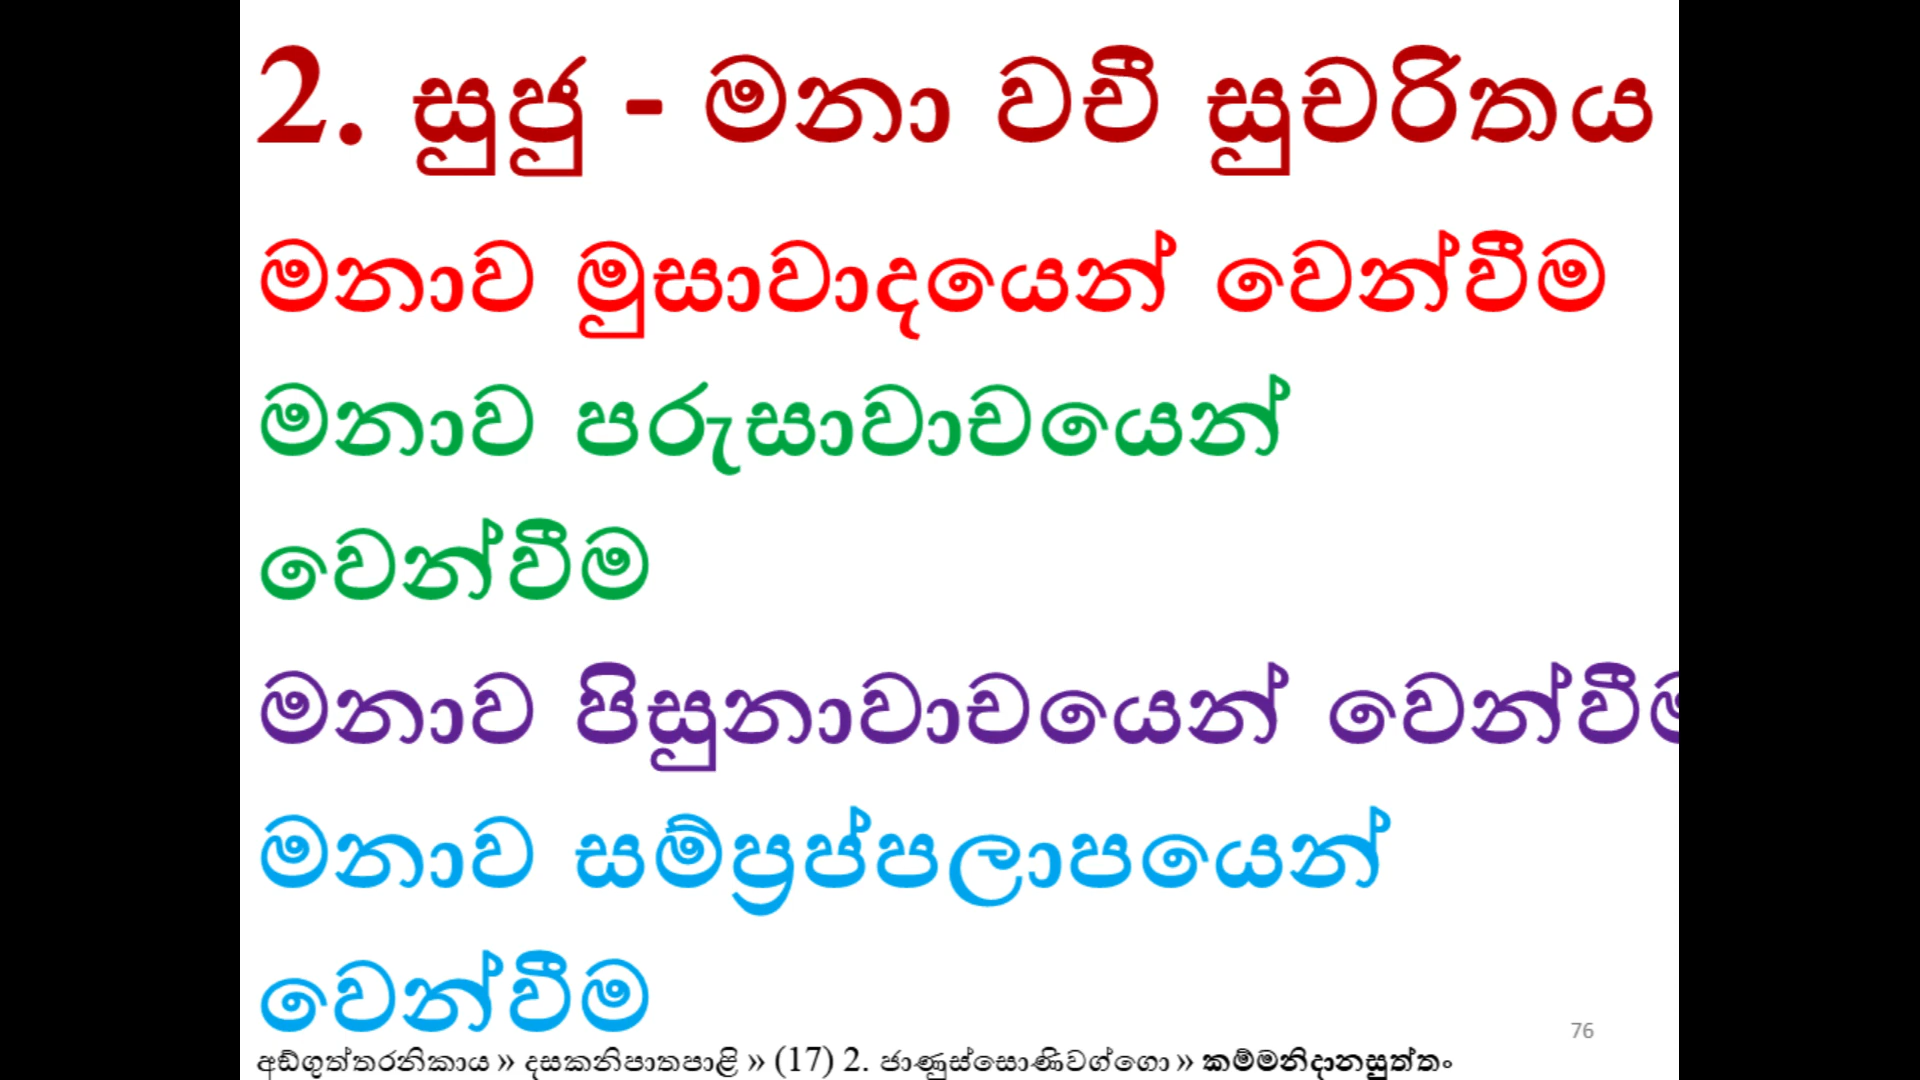 2. සුජු - මනා වචී සුචරිතය
මනාව මුසාවාදයෙන් වෙන්වීම
මනාව පරුසාවාචයෙන්
වෙන්වීම
මනාව පිසුනාවාචයෙන් වෙන්වීම
මනාව සම්ප්‍රප්පලාපයෙන්
වෙන්වීම
76
අඞ්ගුත්තරනිකාය » දසකනිපාතපාළි » (17) 2. ජාණුස්සොණිවග්ගො » කම්මනිදානසුත්තං